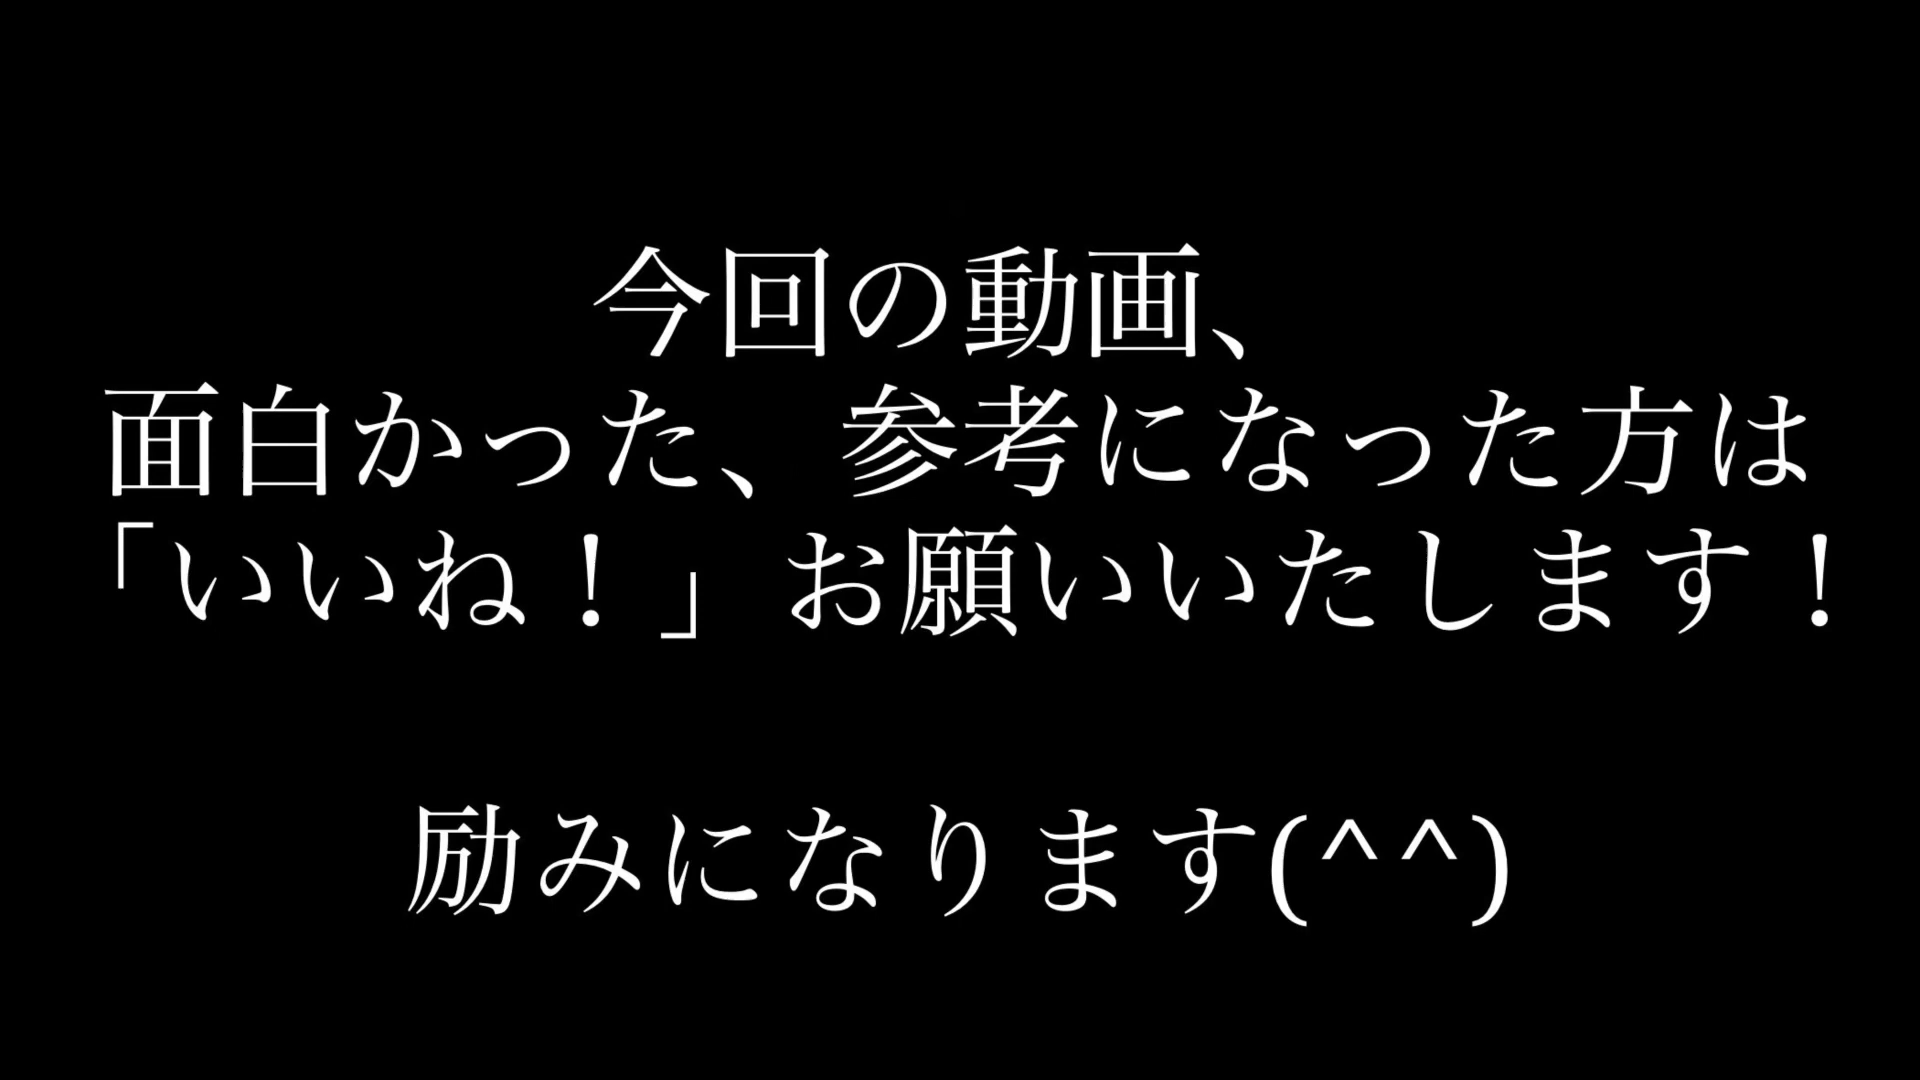 今回の動画、
面白かった、参考になった方は
「いいね！」お願いいたします！
励みになります(^^)